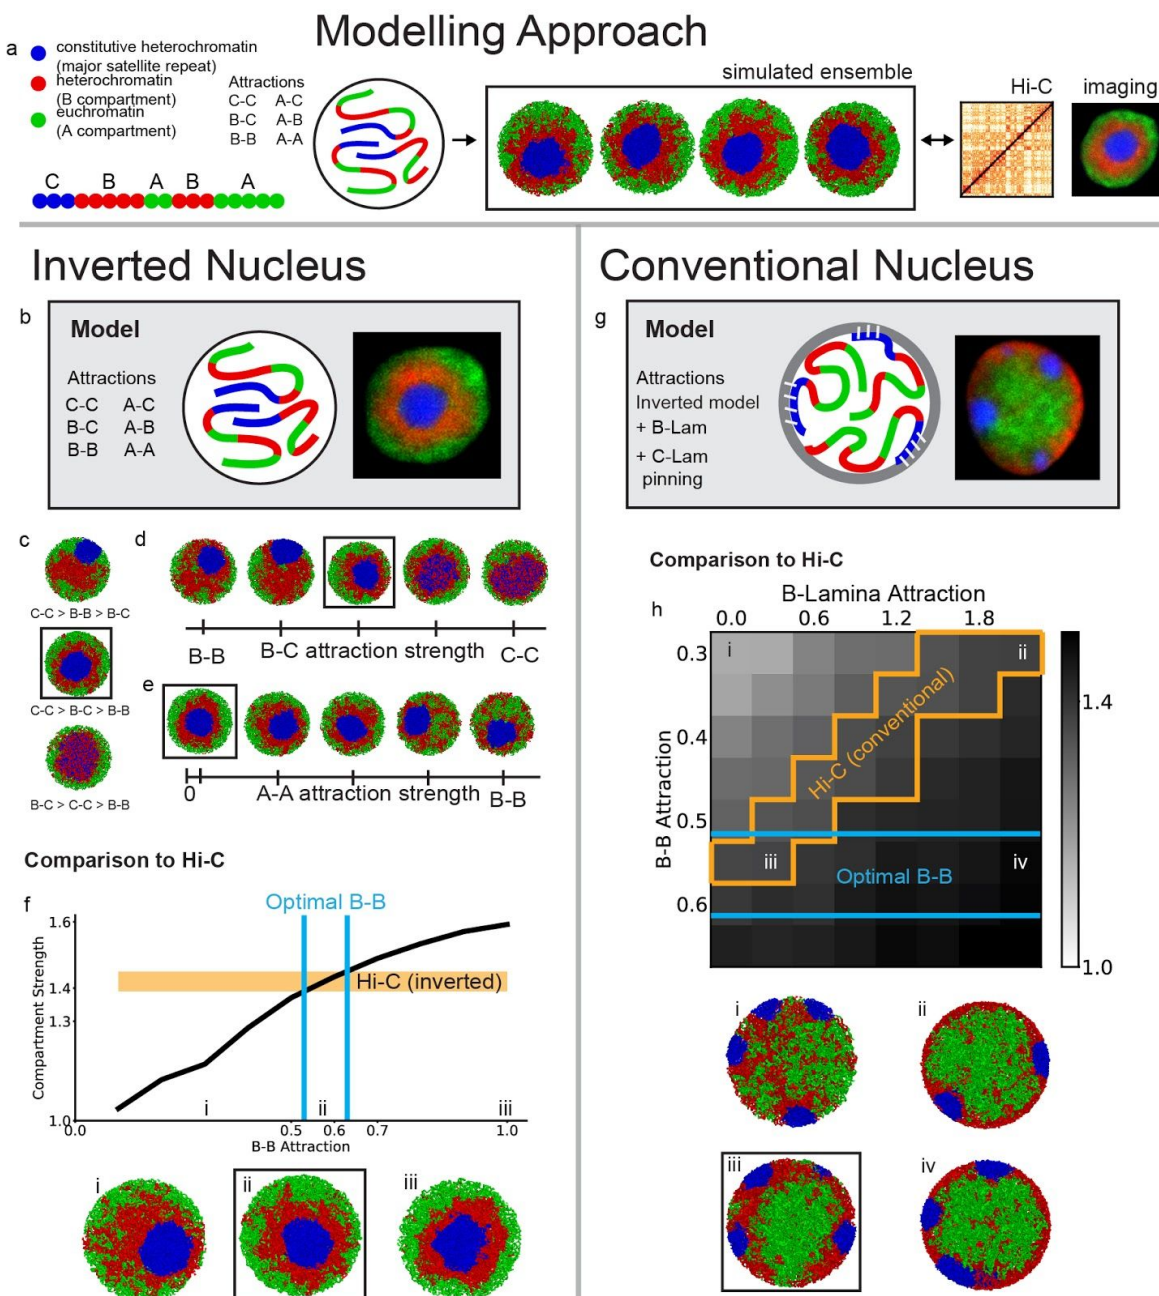 Modelling Approach
a
constitutive heterochromatin
(major satellite repeat)
heterochromatin
(B compartment)
euchromatin
(A compartment)
Attractions
C-C A-C
B-C A-B
B-B A-A
C B A B A
simulated ensemble
Hi-C
imaging
Inverted Nucleus
b
Model
Attractions
C-C A-C
B-C A-B
B-B A-A
c
C-C > B-B > B-C
C-C > B-C > B-B
B-C > C-C > B-B
d
B-B B-C attraction strength C-C
e
0 A-A attraction strength B-B
Comparison to Hi-C
f
Optimal B-B
Hi-C (inverted)
Compartment Strength
1.6
1.4
1.3
1.0
i ii iii
0.0 0.5 0.6 0.7 1.0
B-B Attraction
i
ii
iii
Conventional Nucleus
g
Model
Attractions
Inverted model
+ B-Lam
+ C-Lam
pinning
Comparison to Hi-C
h
B-Lamina Attraction
0.0 0.6 1.2 1.8
B-B Attraction
0.3
0.4
0.5
0.6
i
ii
Hi-C (conventional)
iii
iv
Optimal B-B
1.4
1.0
i
ii
iii
iv